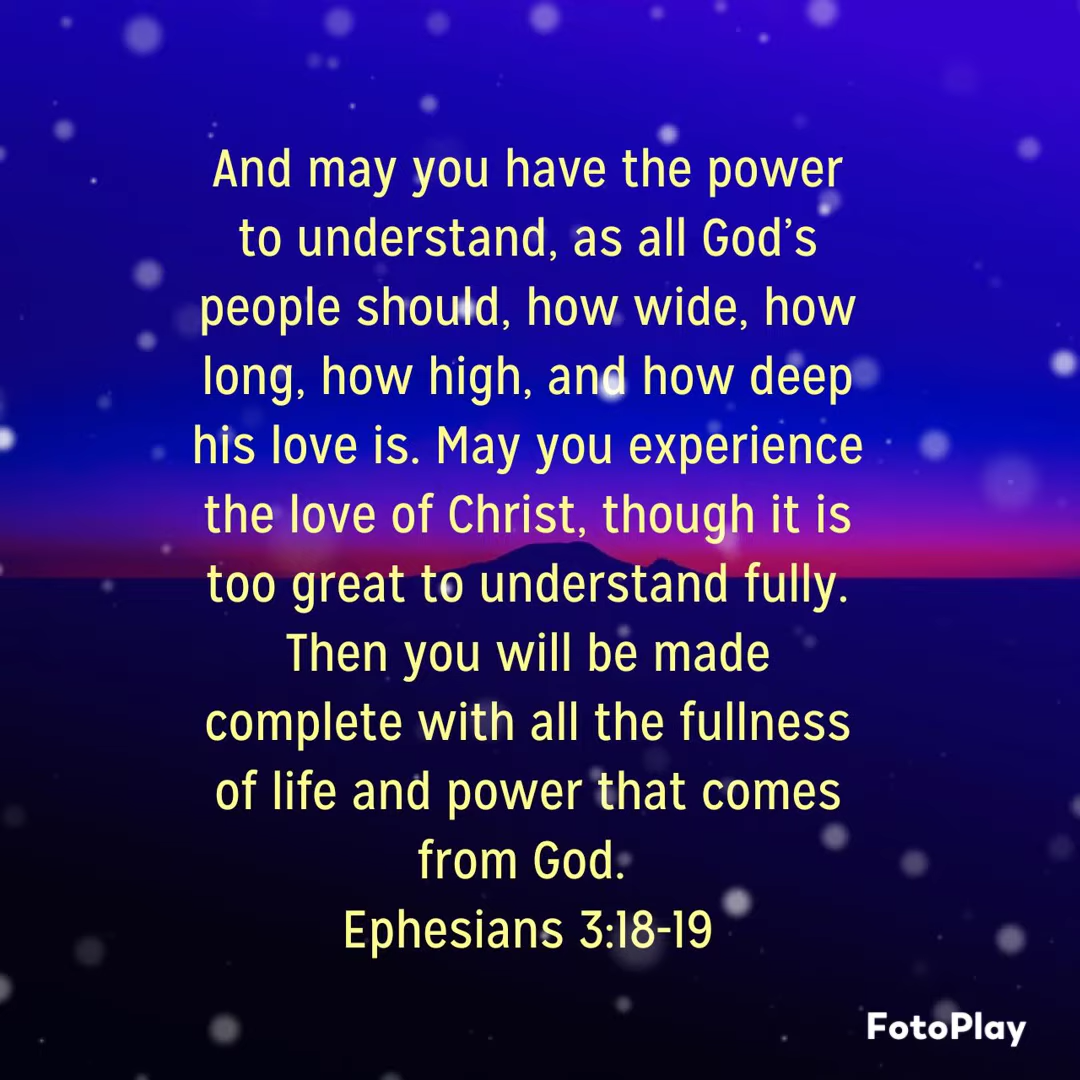 And may you have the power
to understand, as all God’s
people should, how wide, how
long, how high, and how deep
his love is. May you experience
the love of Christ, though it is
too great to understand fully.
Then you will be made
complete with all the fullness
of life and power that comes
from God.
Ephesians 3:18-19
FotoPlay